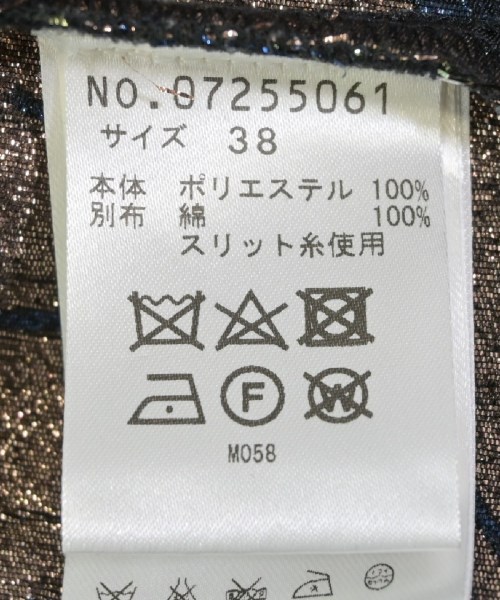 NO.07255061
サイズ 38
本体 ポリエステル 100%
別布 綿 100%
スリット糸使用
F W
M058